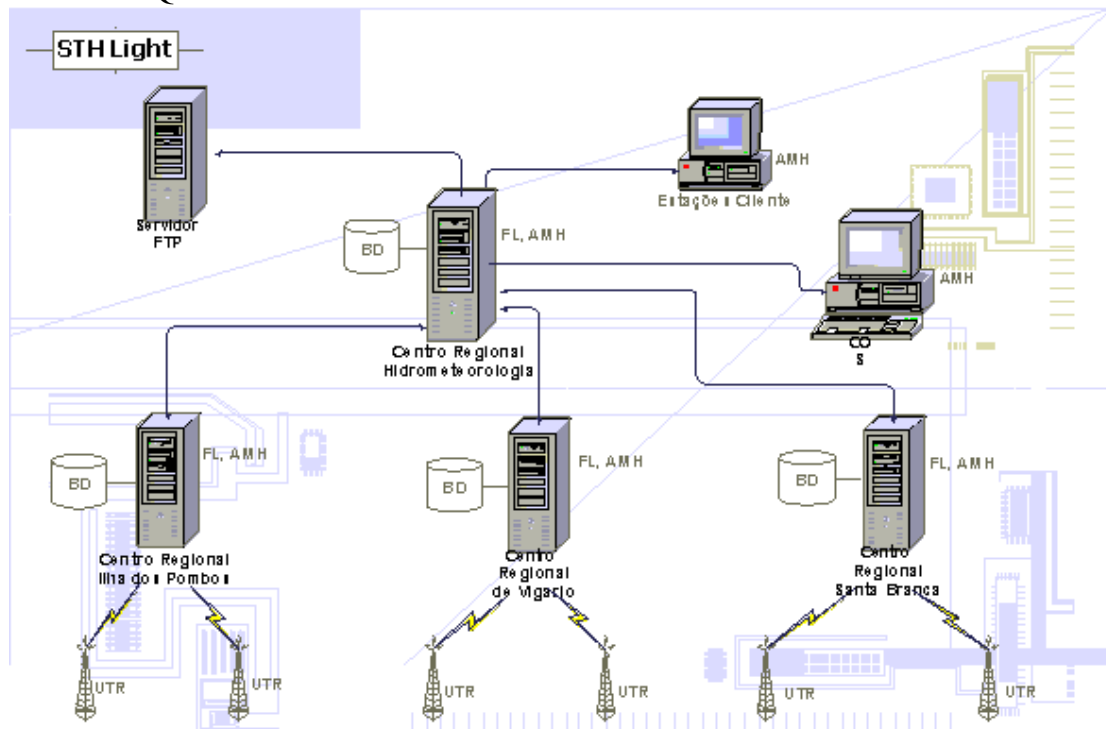 STH Light
Servidor
FTP
AMH
Estações Cliente
BD
FL, AMH
AMH
CO
S
Centro Regional
Hidrometeorologia
BD
FL, AMH
BD
FL, AMH
BD
FL, AMH
Centro Regional
Ilha dos Pombos
Centro
Regional
de Vigario
Centro
Regional
Santa Branca
UTR
UTR
UTR
UTR
UTR
UTR